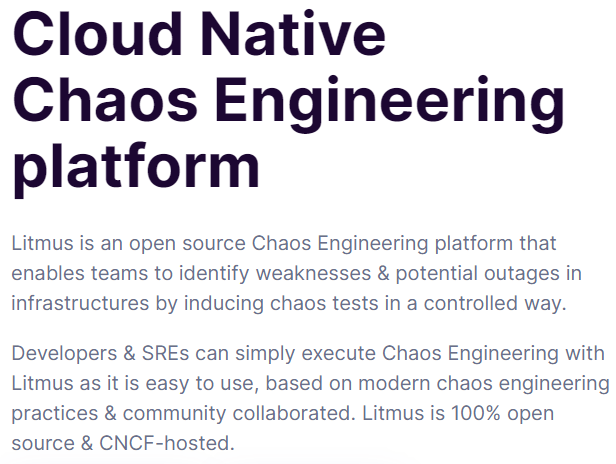 Cloud Native
Chaos Engineering
platform
Litmus is an open source Chaos Engineering platform that
enables teams to identify weaknesses & potential outages in
infrastructures by inducing chaos tests in a controlled way.
Developers & SREs can simply execute Chaos Engineering with
Litmus as it is easy to use, based on modern chaos engineering
practices & community collaborated. Litmus is 100% open
source & CNCF-hosted.